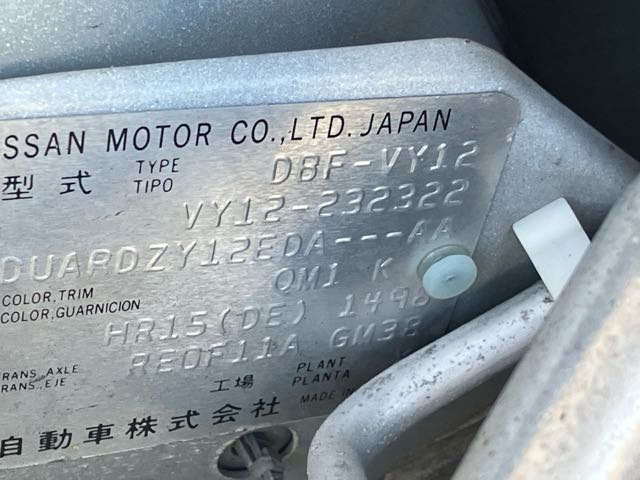 SSAN MOTOR CO.,LTD. JAPAN
型式 TYPE TIPO DBF-VY12
VY12-232322
DUARDZY12EDA---AA
COLOR, TRIM
COLOR, GUARNICION QM1 K
HR15(DE) 1498
RANS, AXLE
RANS., EJE RE0F11A GM38
工場 PLANT PLANTA
自動車株式会社 MADE IN